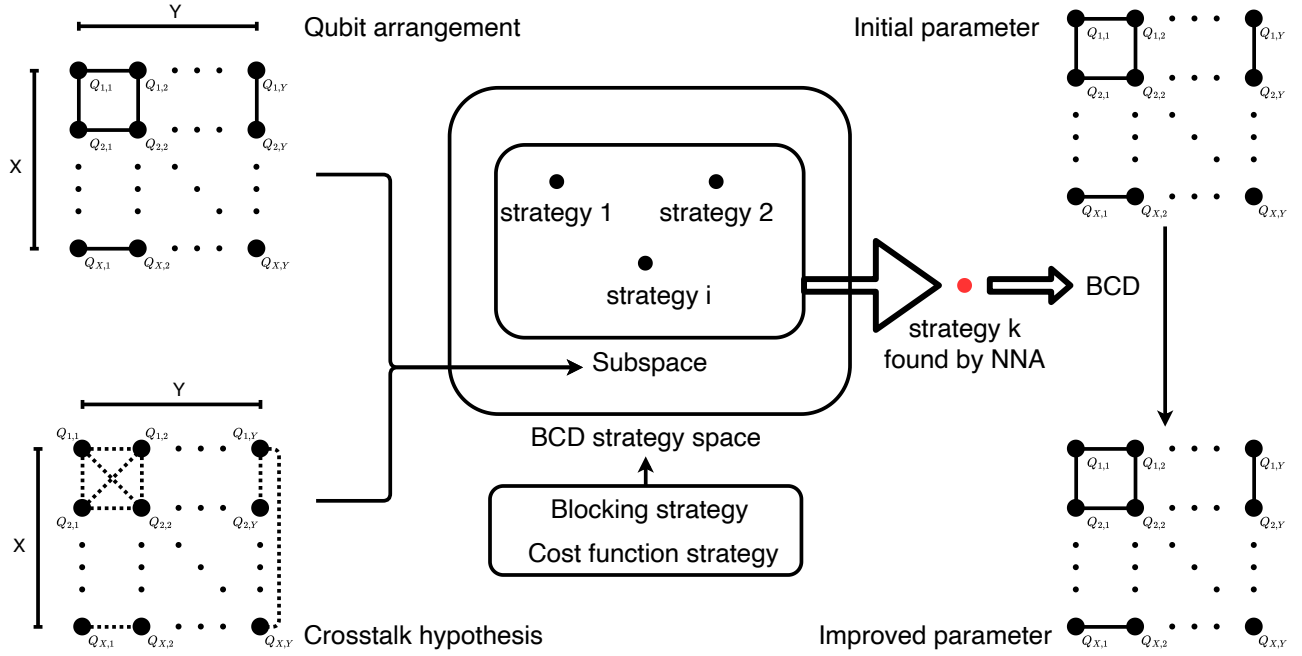 Y
Qubit arrangement
X
Q1,1
Q1,2
Q1,Y
Q2,1
Q2,2
Q2,Y
QX,1
QX,2
QX,Y
Y
X
Q1,1
Q1,2
Q1,Y
Q2,1
Q2,2
Q2,Y
QX,1
QX,2
QX,Y
Crosstalk hypothesis
strategy 1
strategy 2
strategy i
Subspace
BCD strategy space
Blocking strategy
Cost function strategy
strategy k
found by NNA
BCD
Initial parameter
Q1,1
Q1,2
Q1,Y
Q2,1
Q2,2
Q2,Y
QX,1
QX,2
QX,Y
Q1,1
Q1,2
Q1,Y
Q2,1
Q2,2
Q2,Y
Improved parameter
QX,1
QX,2
QX,Y